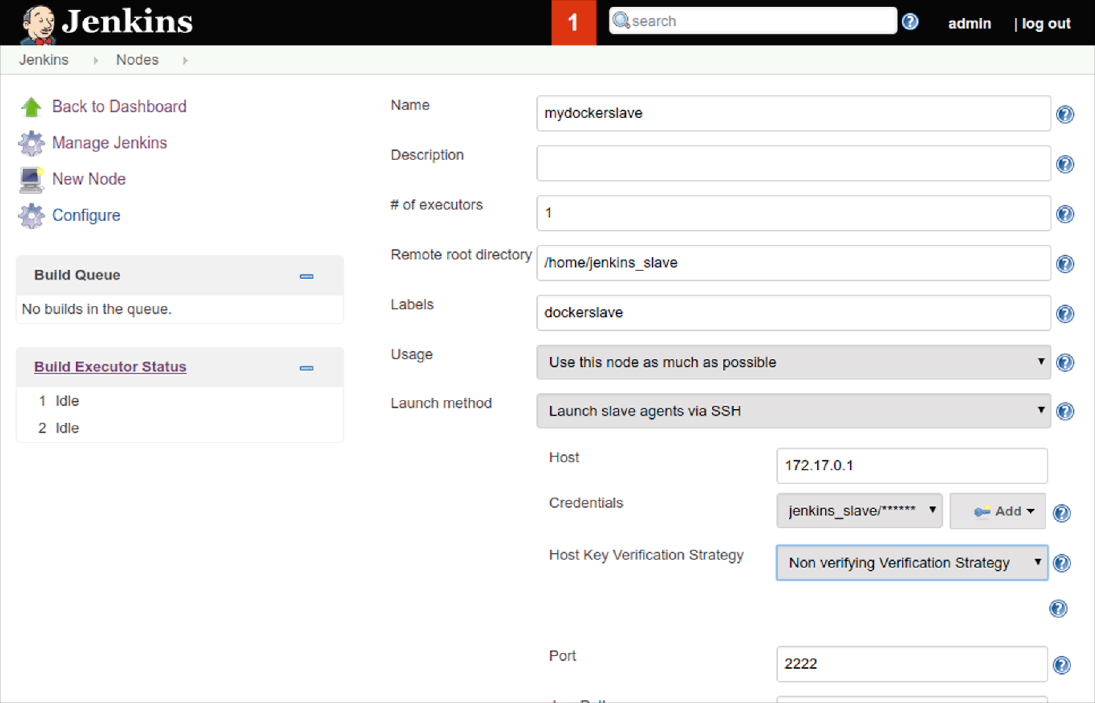 Jenkins
1
search
admin
| log out
Jenkins
Nodes
Back to Dashboard
Manage Jenkins
New Node
Configure
Build Queue
No builds in the queue.
Build Executor Status
1 Idle
2 Idle
Name
mydockerslave
Description
# of executors
1
Remote root directory
/home/jenkins_slave
Labels
dockerslave
Usage
Use this node as much as possible
Launch method
Launch slave agents via SSH
Host
172.17.0.1
Credentials
jenkins_slave/******
Add
Host Key Verification Strategy
Non verifying Verification Strategy
Port
2222